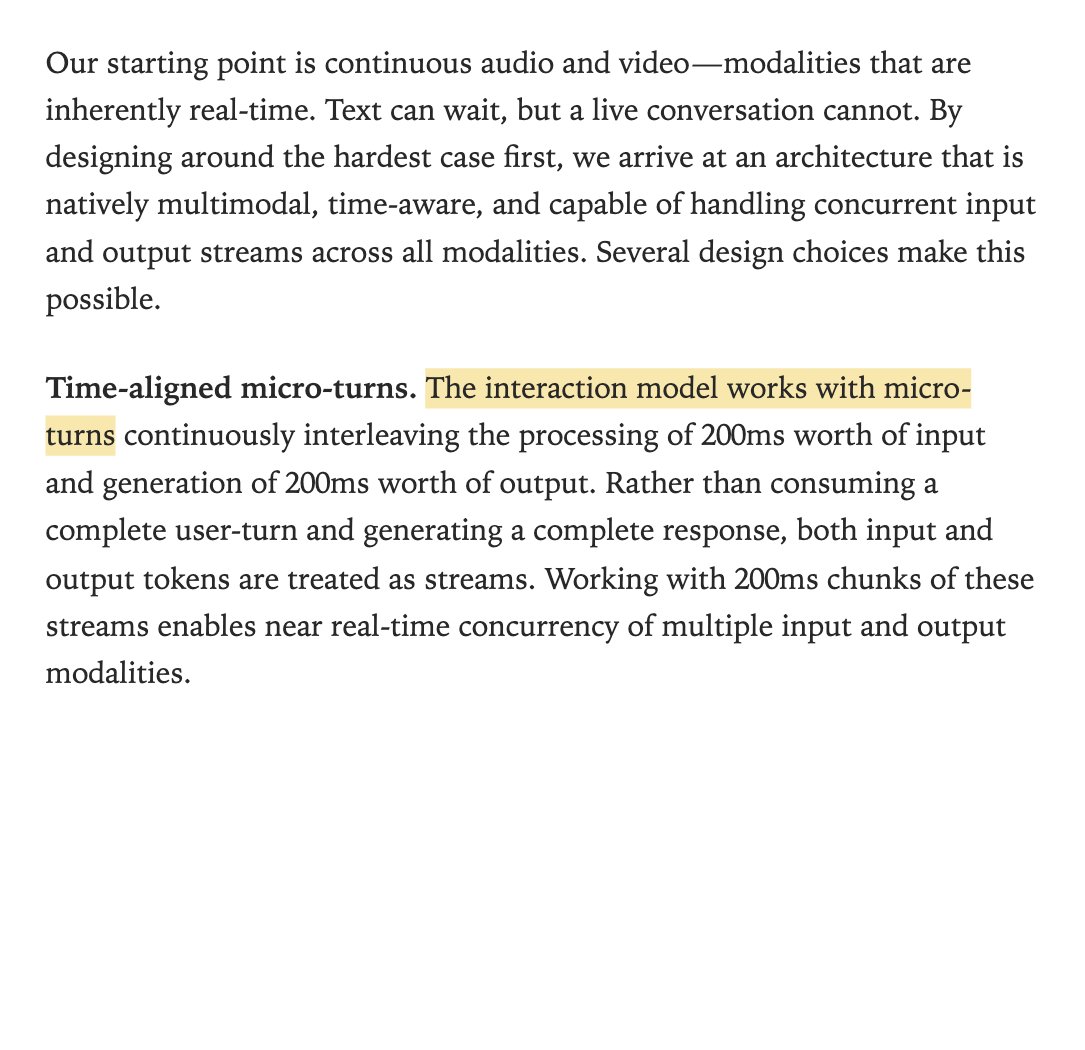 Our starting point is continuous audio and video—modalities that are
inherently real-time. Text can wait, but a live conversation cannot. By
designing around the hardest case first, we arrive at an architecture that is
natively multimodal, time-aware, and capable of handling concurrent input
and output streams across all modalities. Several design choices make this
possible.
Time-aligned micro-turns. The interaction model works with micro-
turns continuously interleaving the processing of 200ms worth of input
and generation of 200ms worth of output. Rather than consuming a
complete user-turn and generating a complete response, both input and
output tokens are treated as streams. Working with 200ms chunks of these
streams enables near real-time concurrency of multiple input and output
modalities.